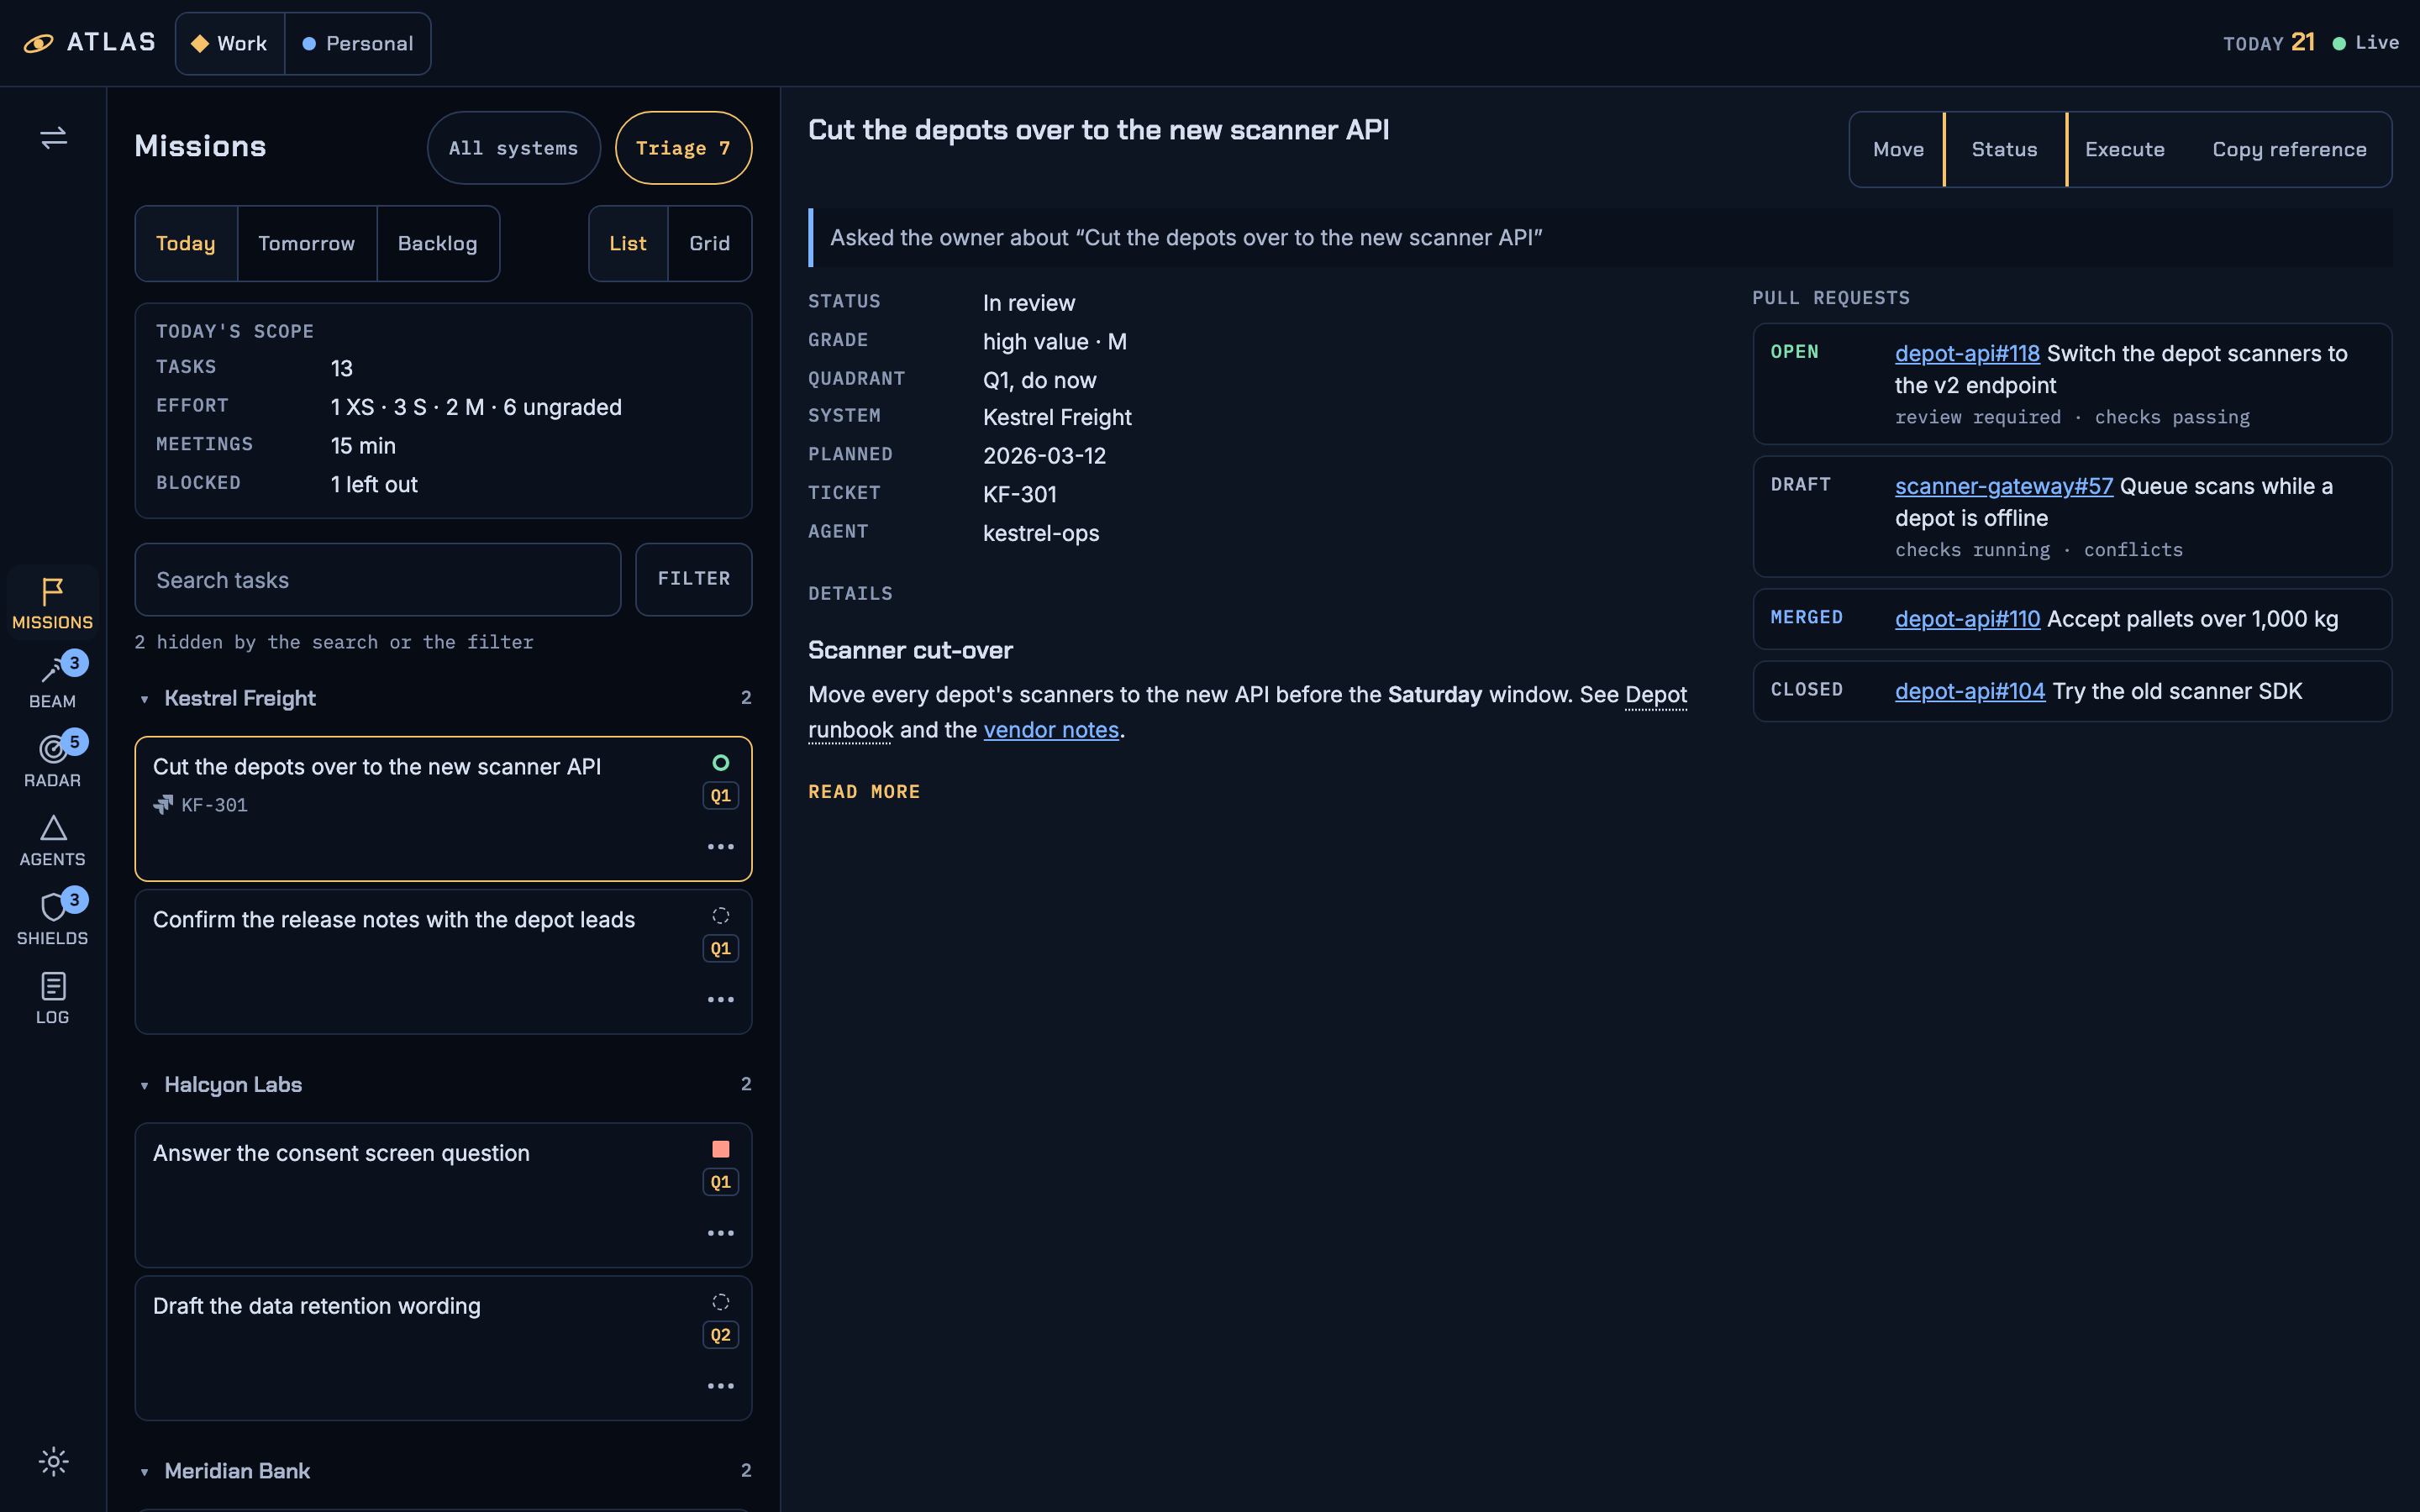 ATLAS
Work
Personal
TODAY 21
Live
Missions
All systems
Triage 7
Today
Tomorrow
Backlog
List
Grid
TODAY'S SCOPE
TASKS 13
EFFORT 1 XS · 3 S · 2 M · 6 ungraded
MEETINGS 15 min
BLOCKED 1 left out
Search tasks
FILTER
2 hidden by the search or the filter
MISSIONS
3
BEAM
5
RADAR
AGENTS
3
SHIELDS
LOG
Kestrel Freight 2
Cut the depots over to the new scanner API
KF-301
Q1
Confirm the release notes with the depot leads
Q1
Halcyon Labs 2
Answer the consent screen question
Q1
Draft the data retention wording
Q2
Meridian Bank 2
Cut the depots over to the new scanner API
Move
Status
Execute
Copy reference
Asked the owner about “Cut the depots over to the new scanner API”
STATUS In review
GRADE high value · M
QUADRANT Q1, do now
SYSTEM Kestrel Freight
PLANNED 2026-03-12
TICKET KF-301
AGENT kestrel-ops
DETAILS
Scanner cut-over
Move every depot's scanners to the new API before the Saturday window. See Depot
runbook and the vendor notes.
READ MORE
PULL REQUESTS
OPEN depot-api#118 Switch the depot scanners to
the v2 endpoint
review required · checks passing
DRAFT scanner-gateway#57 Queue scans while a
depot is offline
checks running · conflicts
MERGED depot-api#110 Accept pallets over 1,000 kg
CLOSED depot-api#104 Try the old scanner SDK